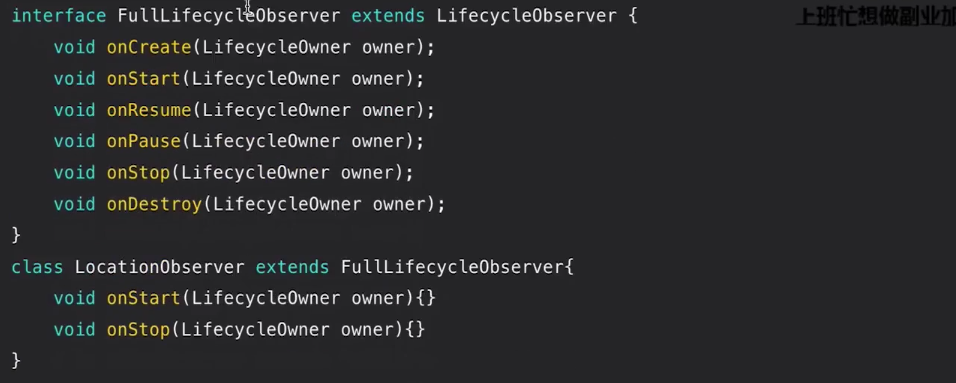 interface FullLifecycleObserver extends LifecycleObserver {
    void onCreate(LifecycleOwner owner);
    void onStart(LifecycleOwner owner);
    void onResume(LifecycleOwner owner);
    void onPause(LifecycleOwner owner);
    void onStop(LifecycleOwner owner);
    void onDestroy(LifecycleOwner owner);
}
class LocationObserver extends FullLifecycleObserver{
    void onStart(LifecycleOwner owner){}
    void onStop(LifecycleOwner owner){}
}
上班忙想做副业加